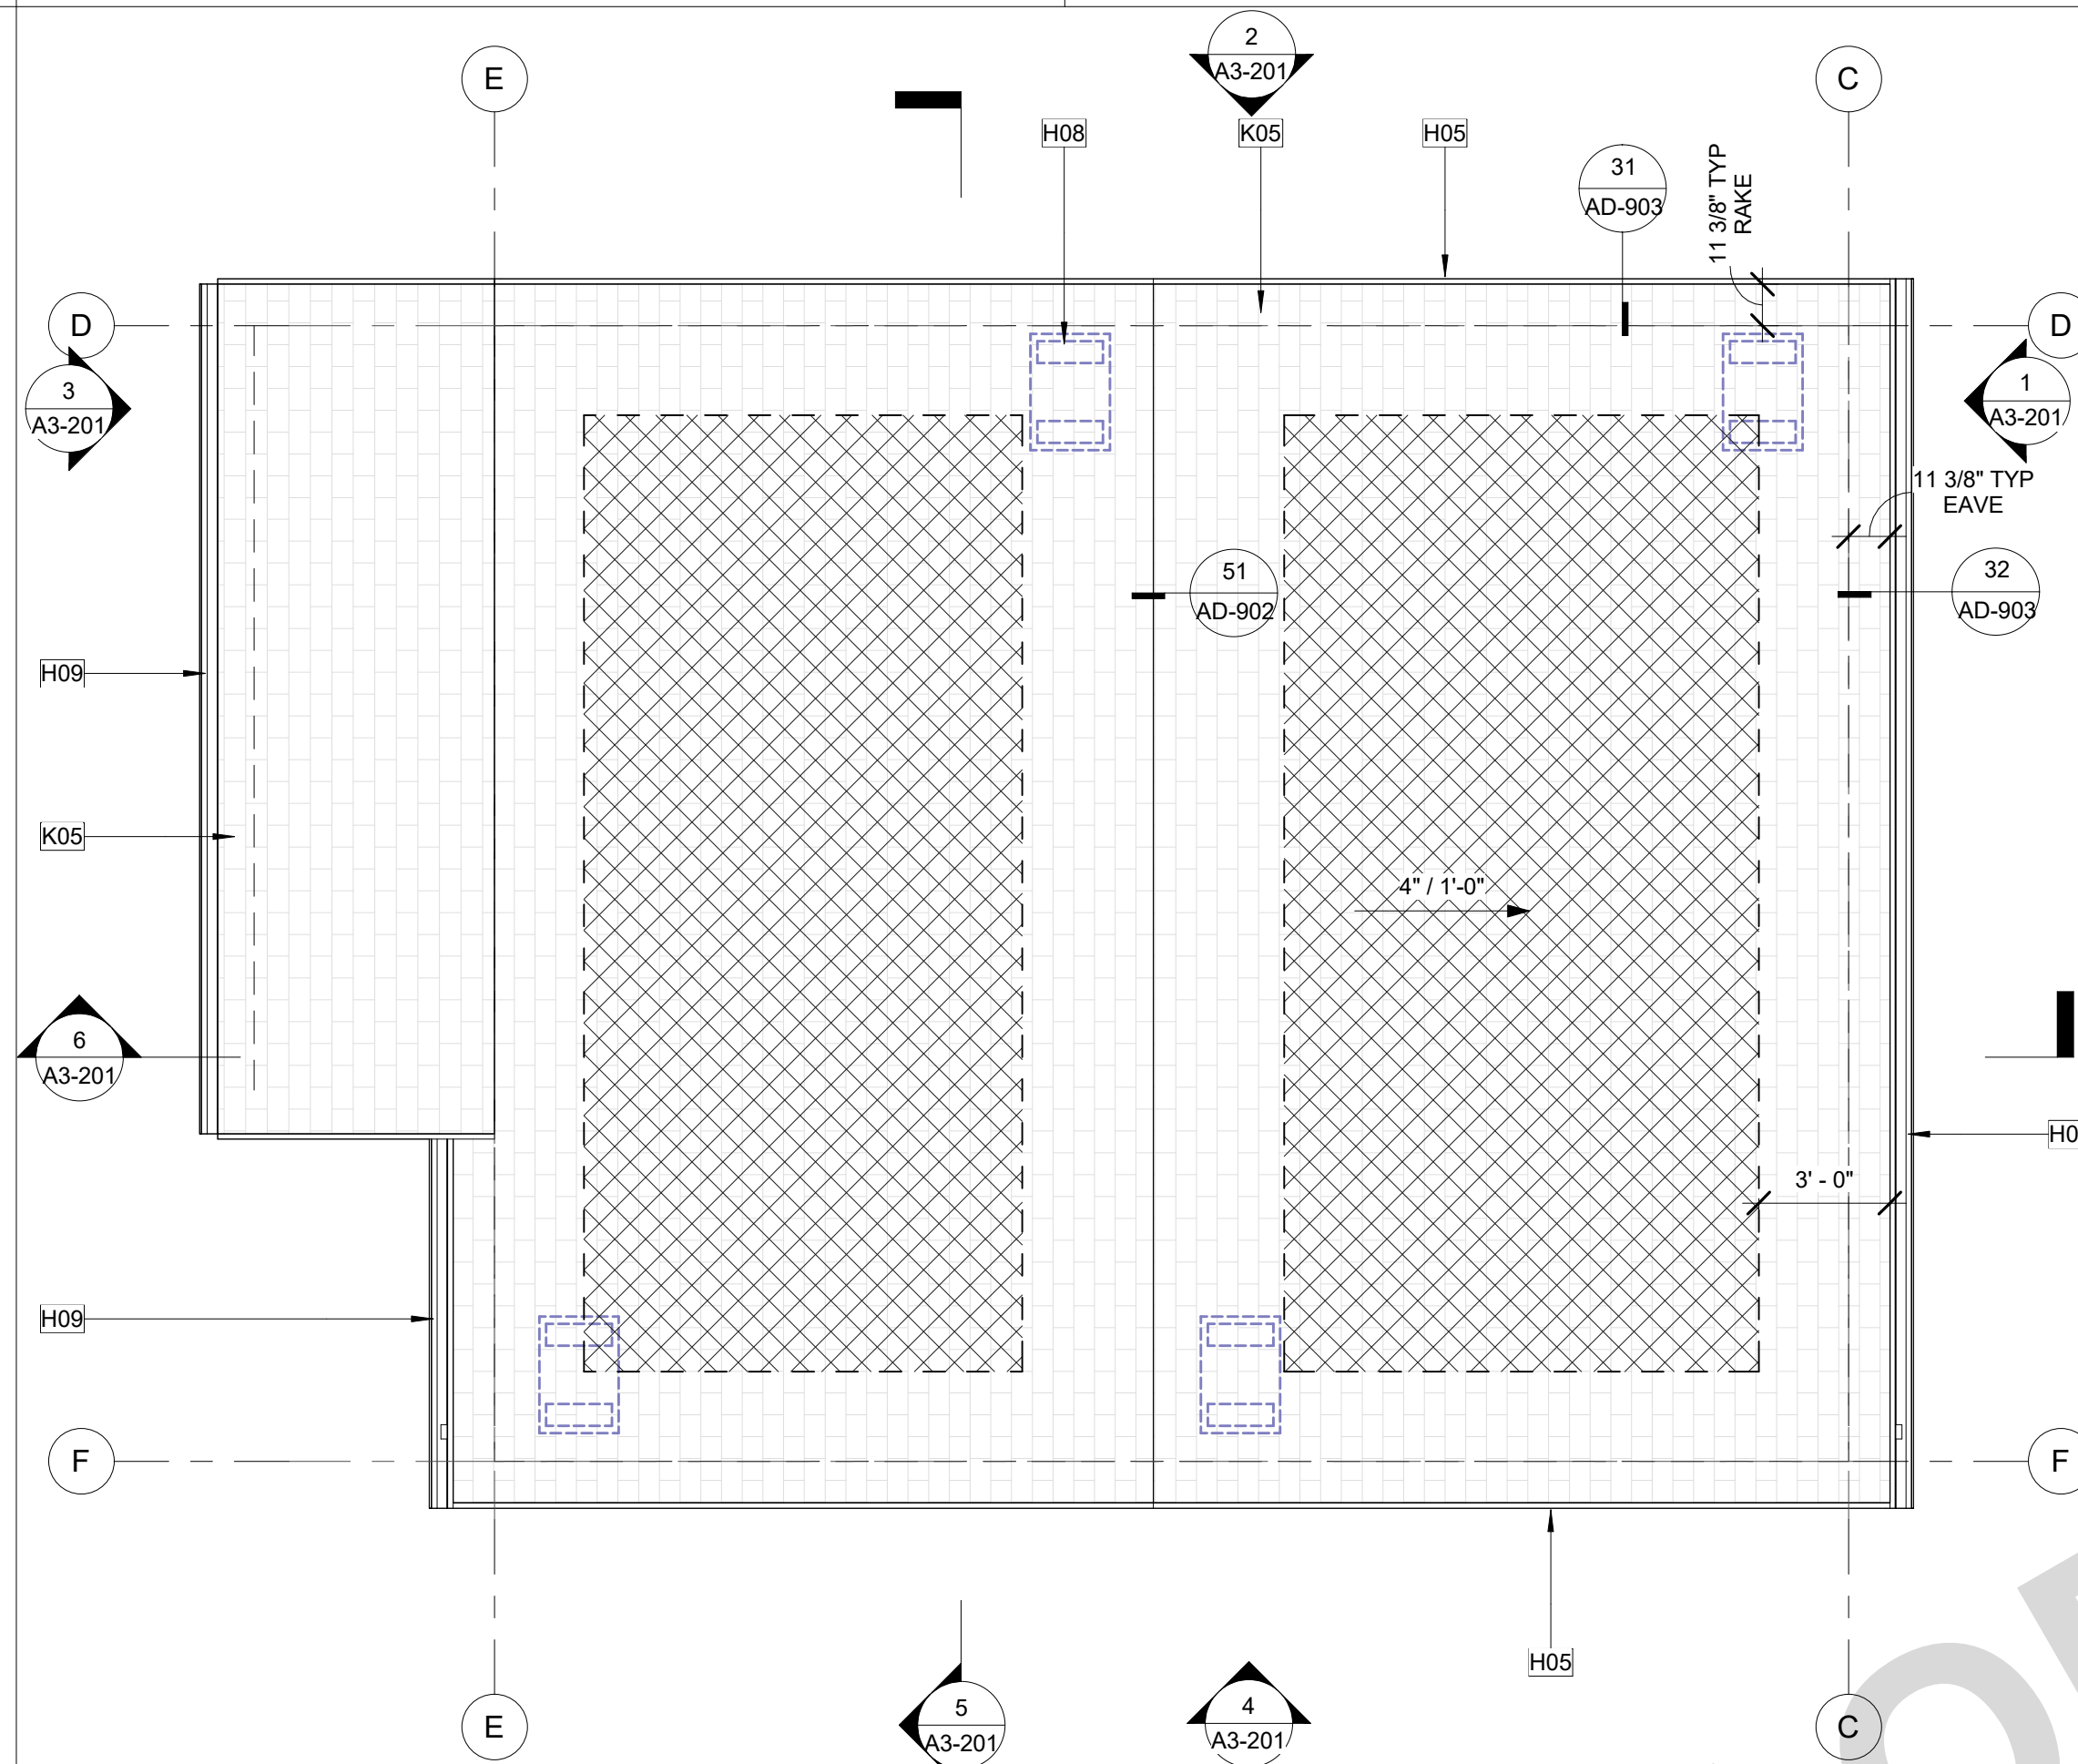 2
A3-201
E
C
H08
K05
H05
31
AD-903
11 3/8" TYP
RAKE
D
D
3
A3-201
1
A3-201
11 3/8" TYP
EAVE
51
AD-902
32
AD-903
H09
K05
4" / 1'-0"
6
A3-201
H0
3' - 0"
H09
F
F
H05
E
5
A3-201
4
A3-201
C